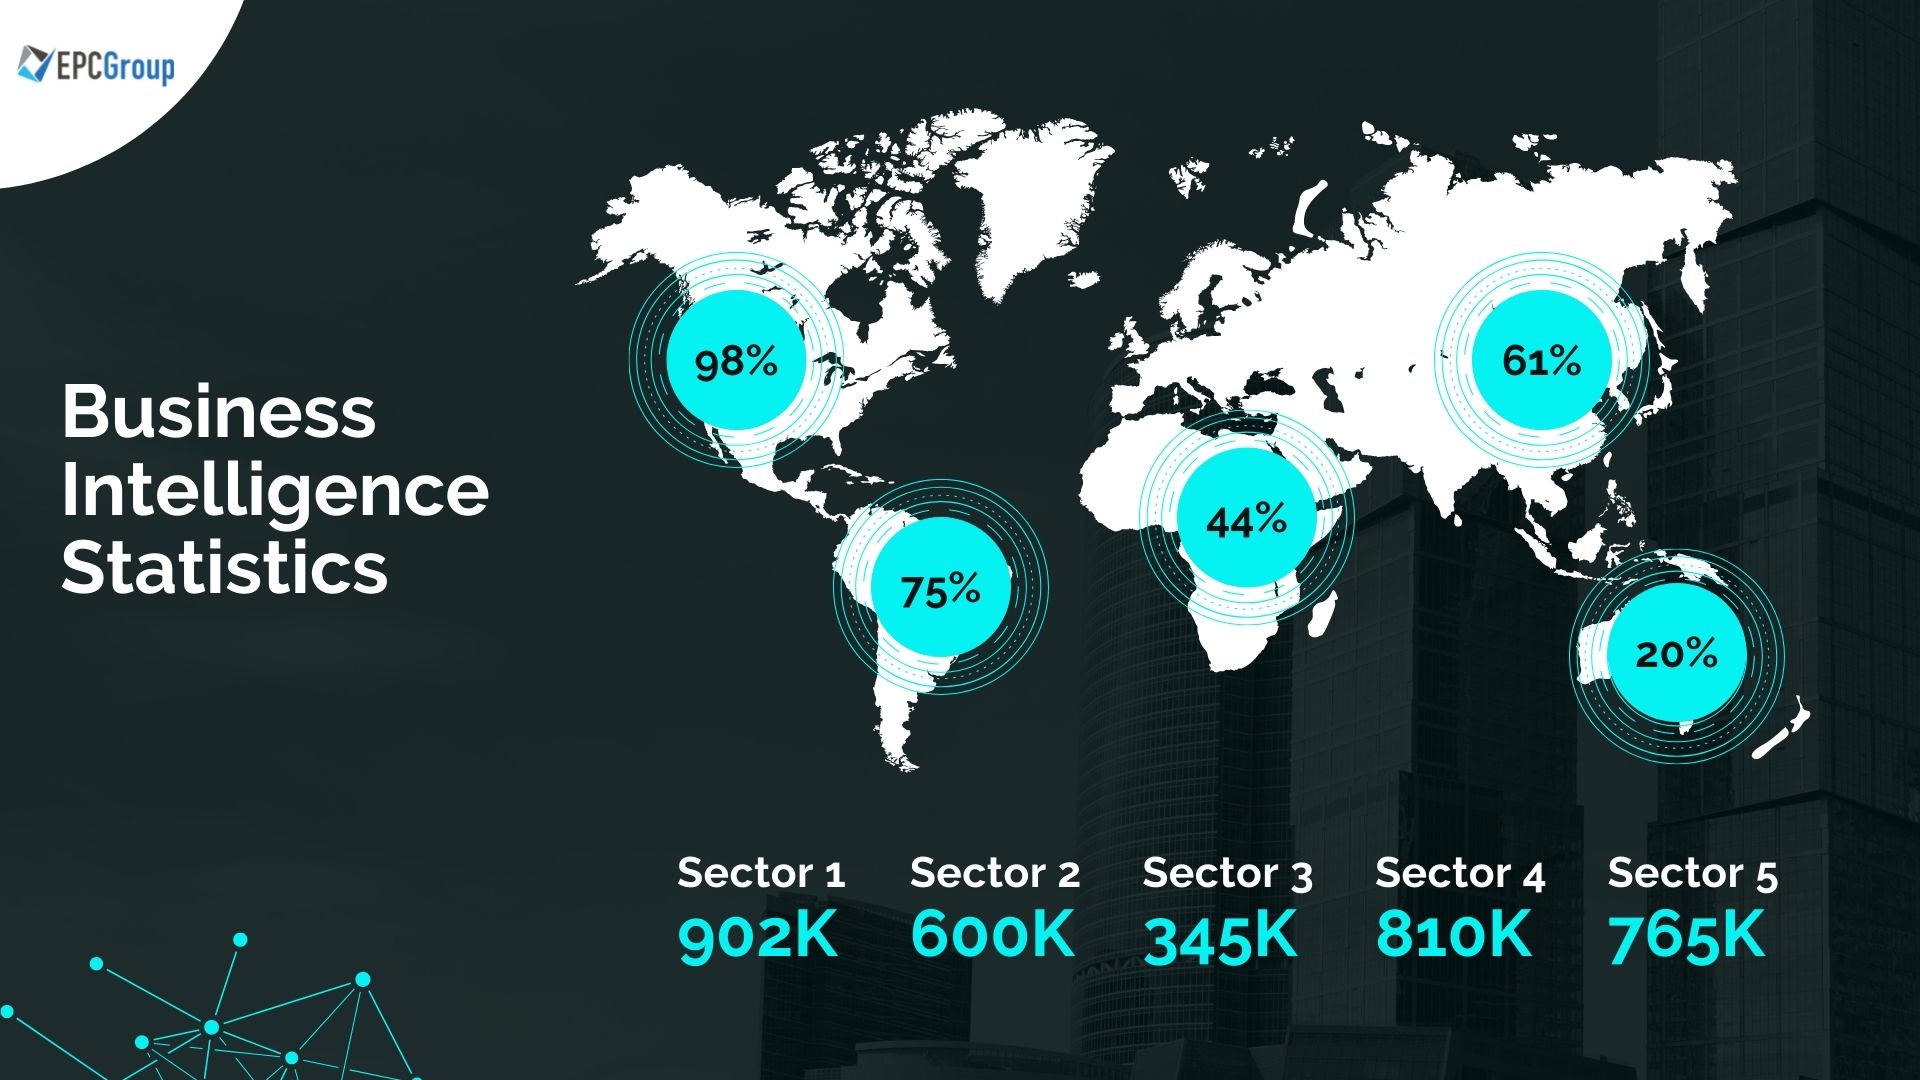 EPCGroup
Business
Intelligence
Statistics
98%
61%
44%
75%
20%
Sector 1
902K
Sector 2
600K
Sector 3
345K
Sector 4
810K
Sector 5
765K